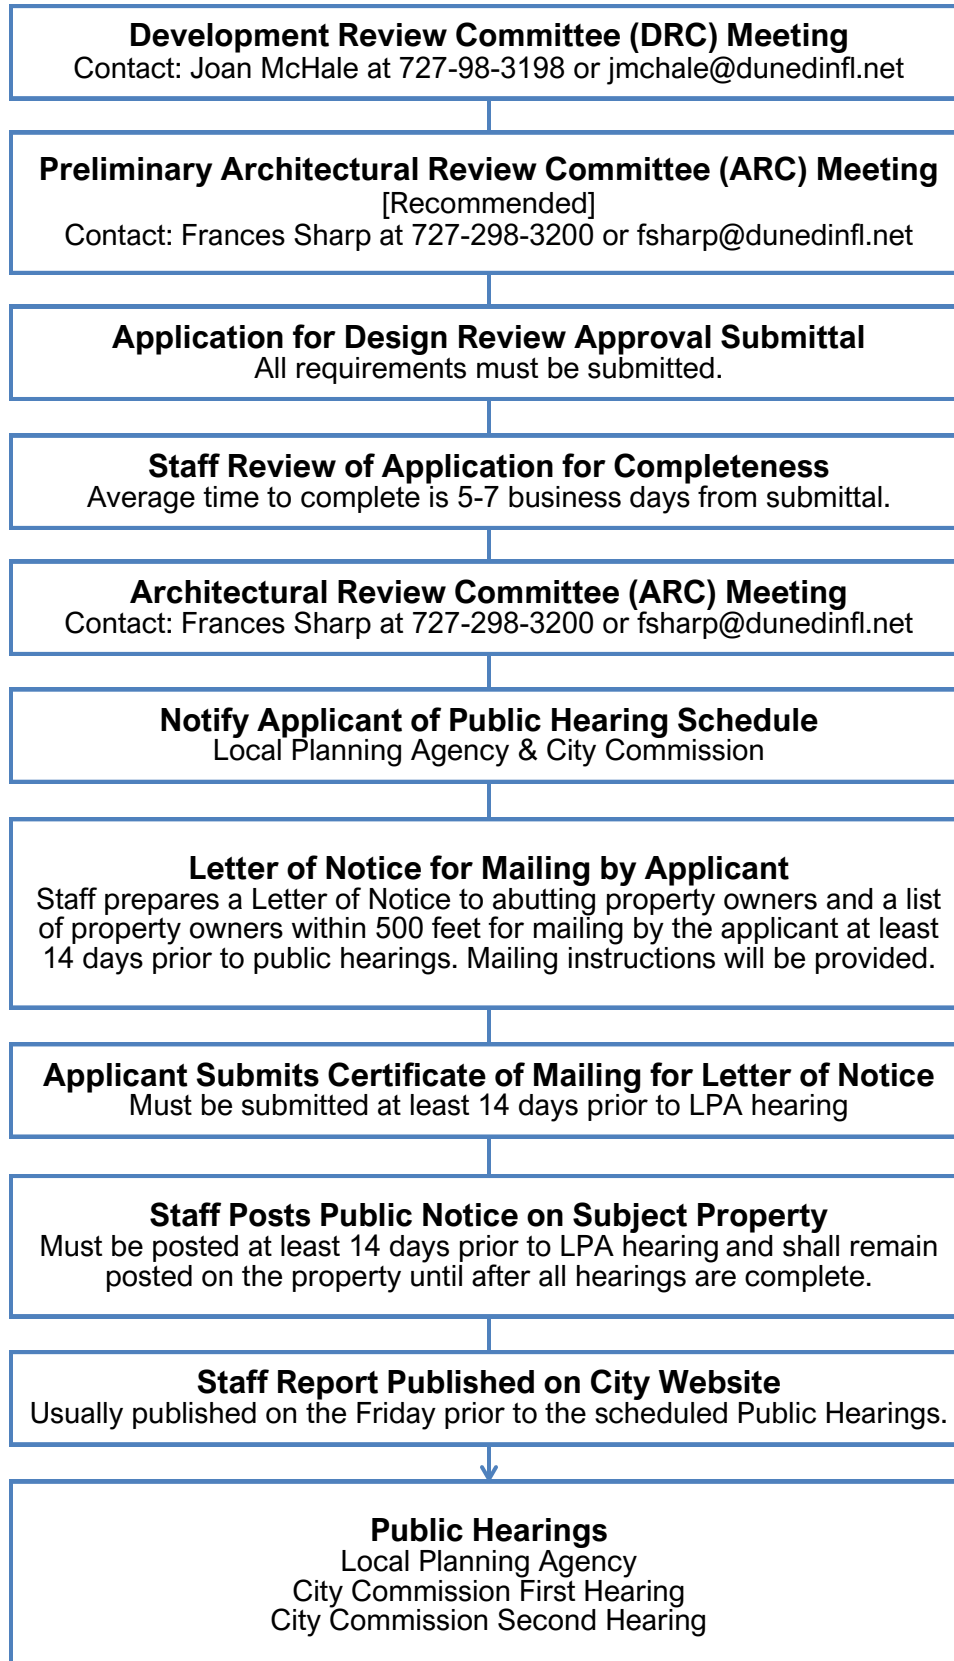 Development Review Committee (DRC) Meeting
Contact: Joan McHale at 727-98-3198 or jmchale@dunedinfl.net
Preliminary Architectural Review Committee (ARC) Meeting
[Recommended]
Contact: Frances Sharp at 727-298-3200 or fsharp@dunedinfl.net
Application for Design Review Approval Submittal
All requirements must be submitted.
Staff Review of Application for Completeness
Average time to complete is 5-7 business days from submittal.
Architectural Review Committee (ARC) Meeting
Contact: Frances Sharp at 727-298-3200 or fsharp@dunedinfl.net
Notify Applicant of Public Hearing Schedule
Local Planning Agency & City Commission
Letter of Notice for Mailing by Applicant
Staff prepares a Letter of Notice to abutting property owners and a list
of property owners within 500 feet for mailing by the applicant at least
14 days prior to public hearings. Mailing instructions will be provided.
Applicant Submits Certificate of Mailing for Letter of Notice
Must be submitted at least 14 days prior to LPA hearing
Staff Posts Public Notice on Subject Property
Must be posted at least 14 days prior to LPA hearing and shall remain
posted on the property until after all hearings are complete.
Staff Report Published on City Website
Usually published on the Friday prior to the scheduled Public Hearings.
Public Hearings
Local Planning Agency
City Commission First Hearing
City Commission Second Hearing